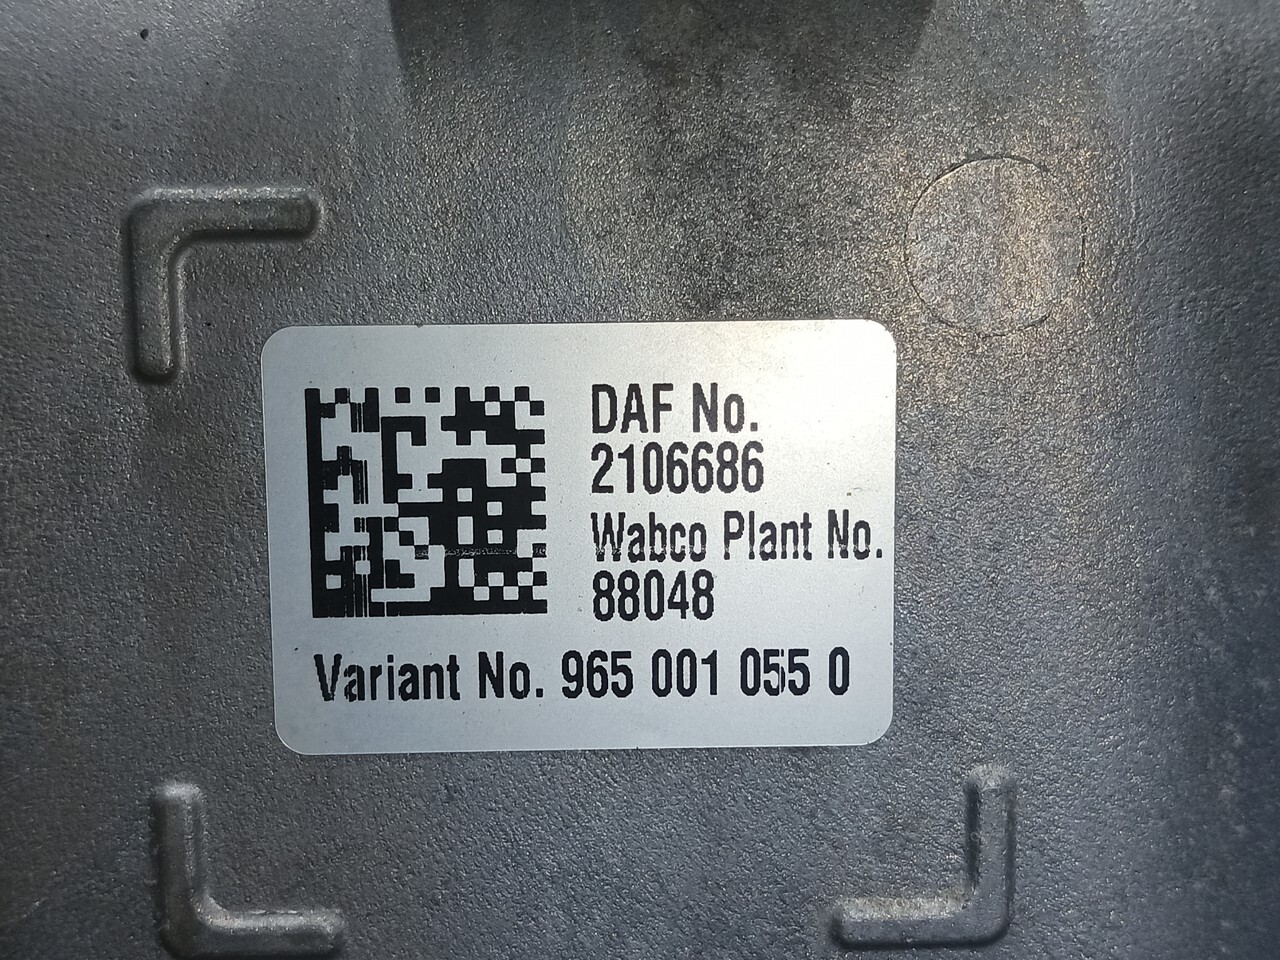 DAF No.
2106686
Wabco Plant No.
88048
Variant No. 965 001 055 0